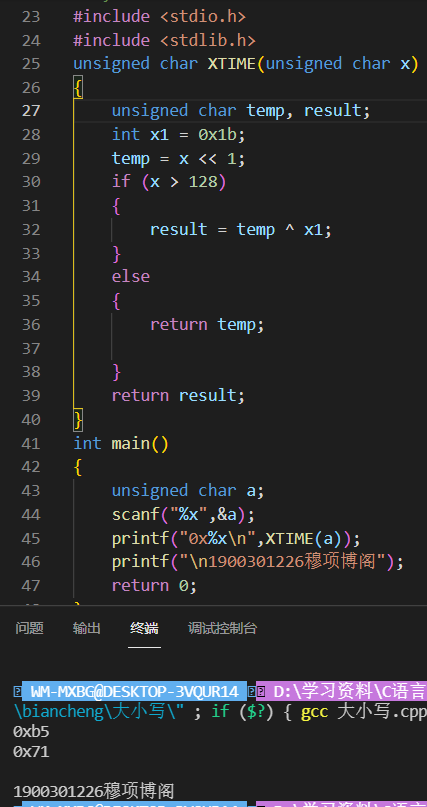 23 #include <stdio.h>
24 #include <stdlib.h>
25 unsigned char XTIME(unsigned char x)
26 {
27 unsigned char temp, result;
28 int x1 = 0x1b;
29 temp = x << 1;
30 if (x > 128)
31 {
32 result = temp ^ x1;
33 }
34 else
35 {
36 return temp;
37
38 }
39 return result;
40 }
41 int main()
42 {
43 unsigned char a;
44 scanf("%x",&a);
45 printf("0x%x\n",XTIME(a));
46 printf("\n1900301226穆项博阁");
47 return 0;
问题 输出 终端 调试控制台
WM-MXBG@DESKTOP-3VQUR14 D:\学习资料\C语言
\biancheng\大小写\" ; if ($?) { gcc 大小写.cpp
0xb5
0x71
1900301226穆项博阁